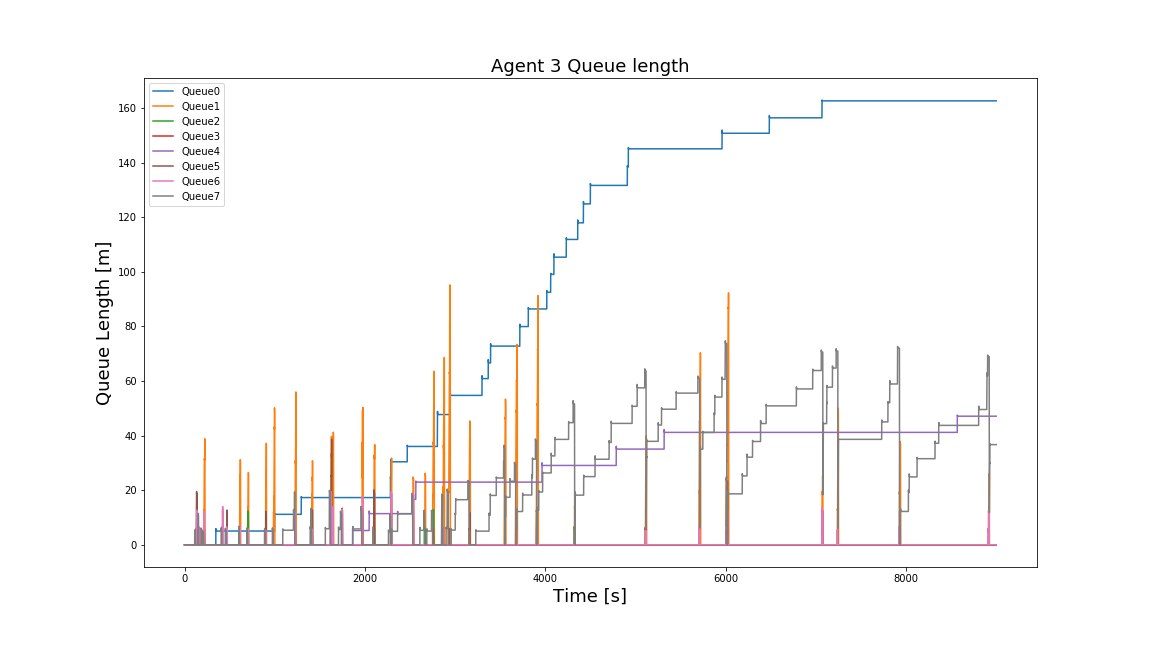 Agent 3 Queue length
Queue0
Queue1
Queue2
Queue3
Queue4
Queue5
Queue6
Queue7
Queue Length [m]
160
140
120
100
80
60
40
20
0
0 2000 4000 6000 8000
Time [s]